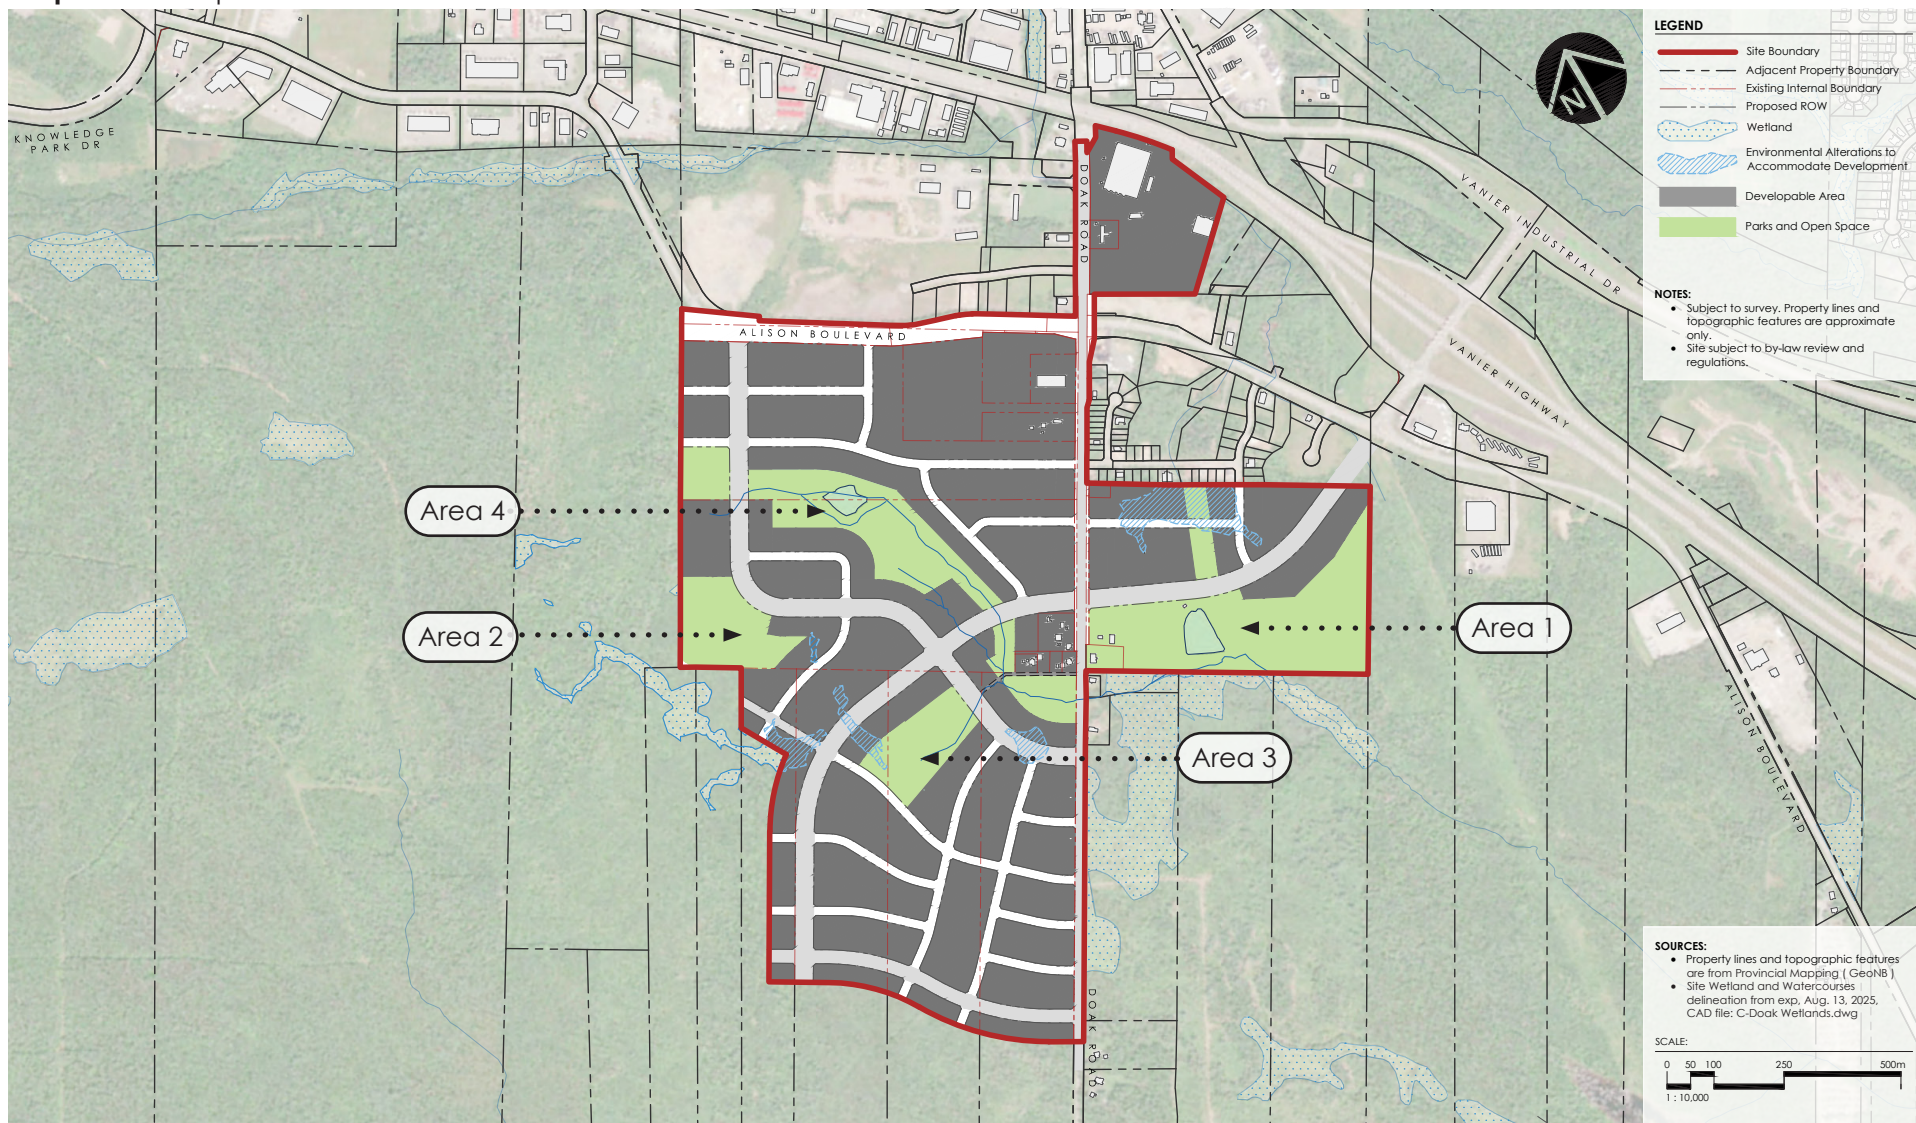 LEGEND
Site Boundary
Adjacent Property Boundary
Existing Internal Boundary
Proposed ROW
Wetland
Environmental Alterations to
Accommodate Development
Developable Area
Parks and Open Space
NOTES:
• Subject to survey. Property lines and
topographic features are approximate
only.
• Site subject to by-law review and
regulations.
N
KNOWLEDGE
PARK DR
DOAK ROAD
VANIER INDUSTRIAL DR
VANIER HIGHWAY
ALISON BOULEVARD
Area 4
Area 2
Area 1
Area 3
ALISON BOULEVARD
DOAK ROAD
SOURCES:
• Property lines and topographic features
are from Provincial Mapping ( GeoNB )
• Site Wetland and Watercourses
delineation from exp, Aug. 13, 2025,
CAD file: C-Doak Wetlands.dwg
SCALE:
0 50 100 250 500m
1 : 10,000